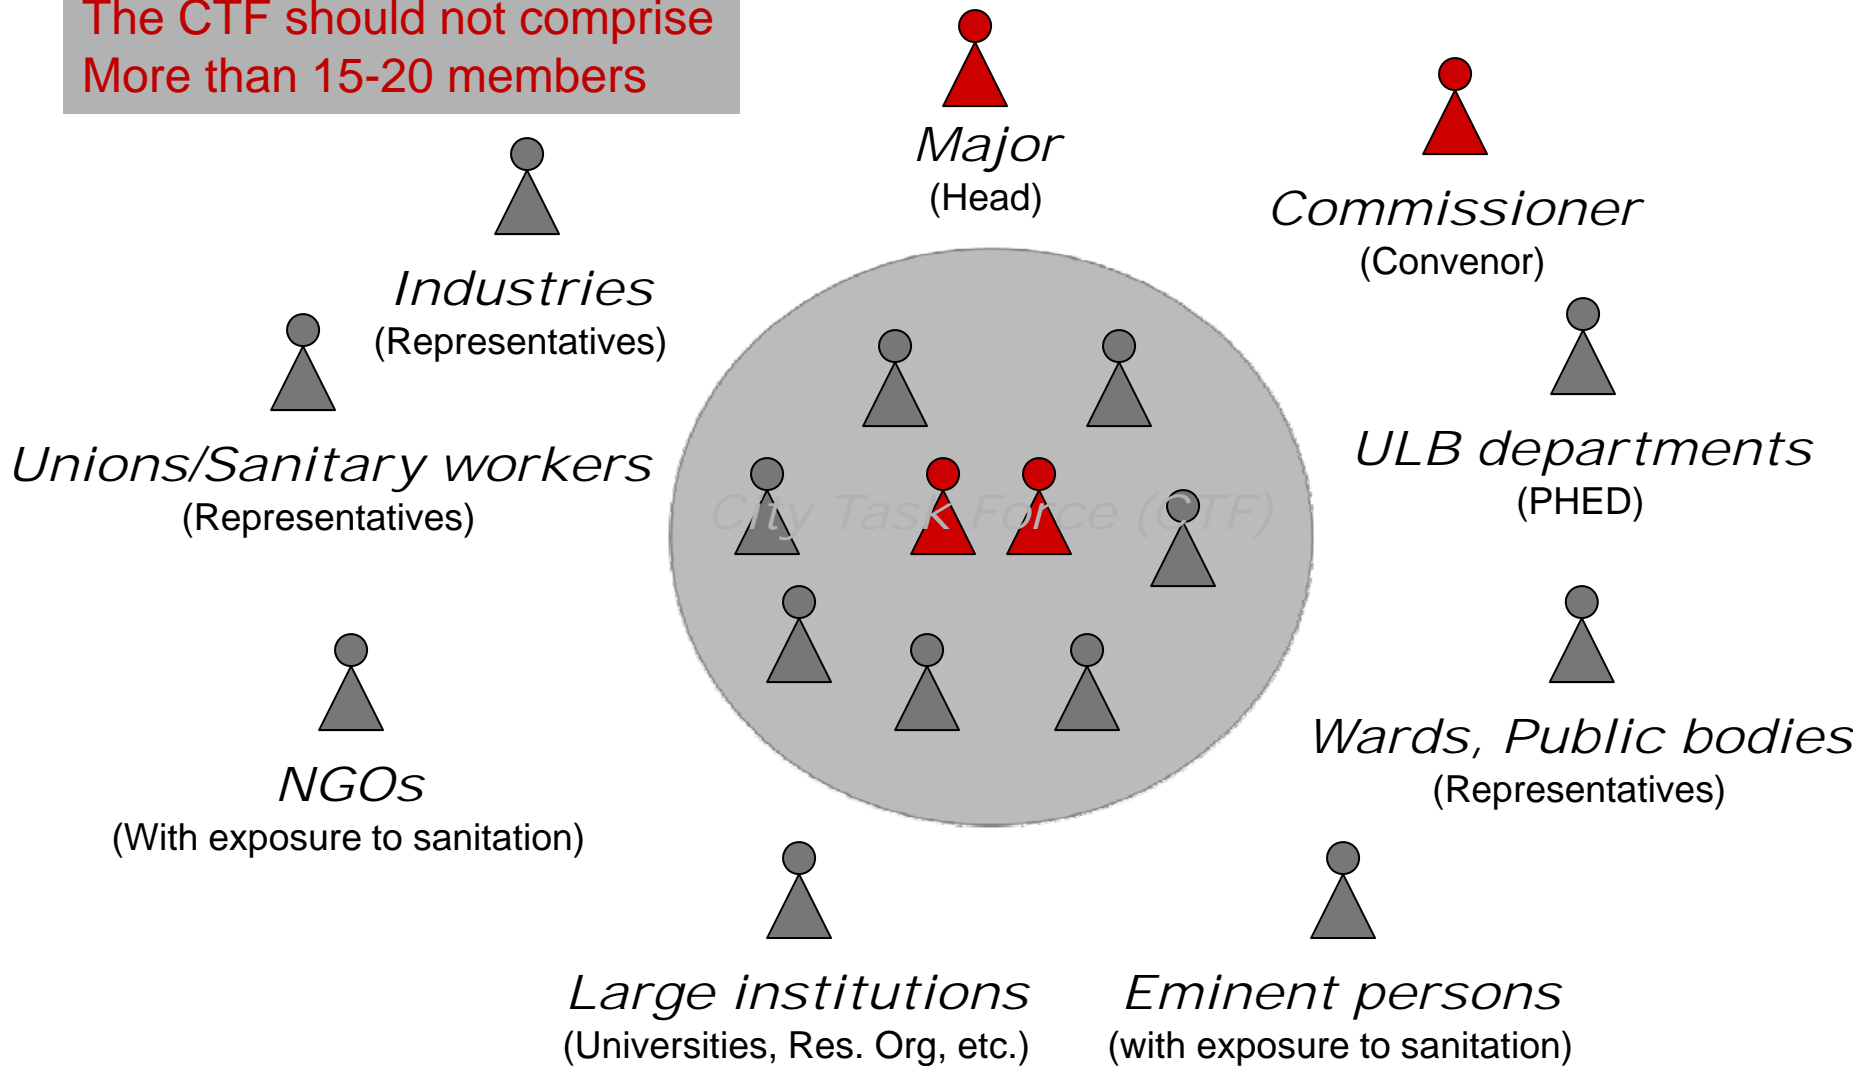 The CTF should not comprise
More than 15-20 members
Major
(Head)
Commissioner
(Convenor)
Industries
(Representatives)
Unions/Sanitary workers
(Representatives)
ULB departments
(PHED)
City Task Force (CTF)
NGOs
(With exposure to sanitation)
Wards, Public bodies
(Representatives)
Large institutions
(Universities, Res. Org, etc.)
Eminent persons
(with exposure to sanitation)